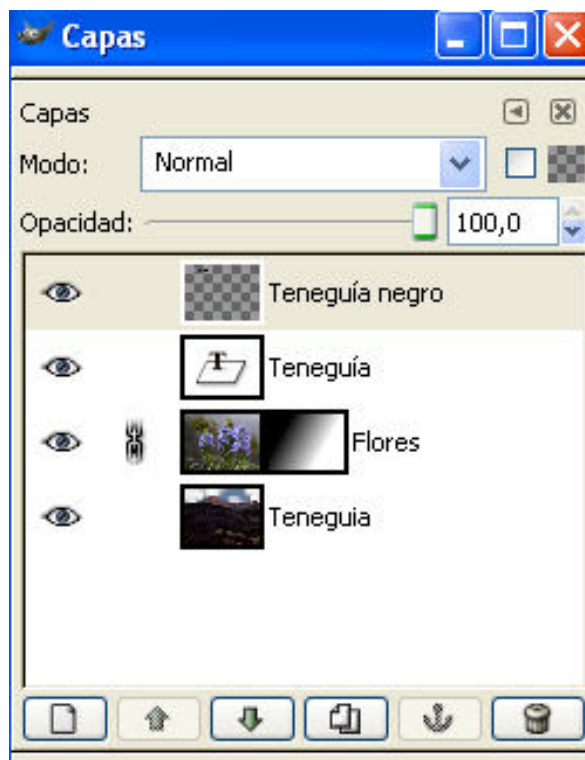 Capas
Capas
Modo: Normal
Opacidad: 100,0
Teneguía negro
Teneguía
Flores
Teneguia